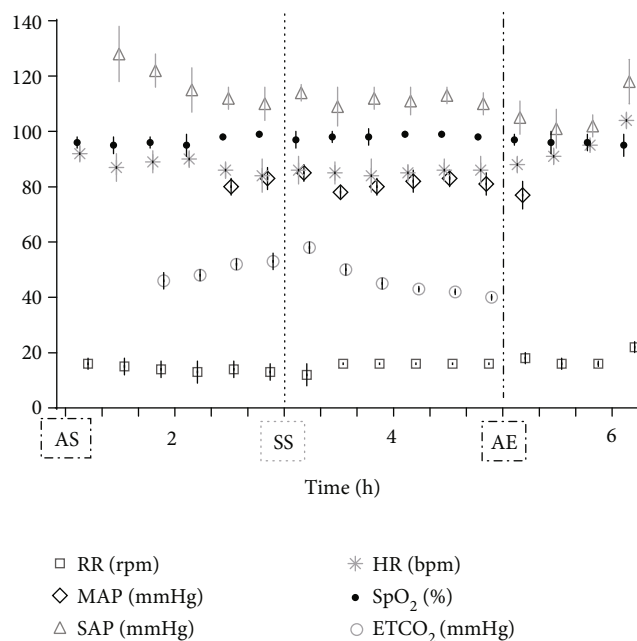 140
120
100
80
60
40
20
0
AS 2 SS 4 AE 6
Time (h)
RR (rpm) HR (bpm)
MAP (mmHg) SpO₂ (%)
SAP (mmHg) ETCO₂ (mmHg)